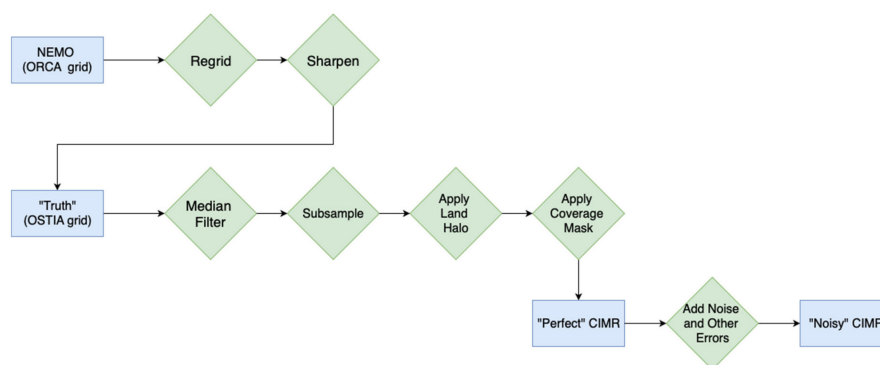 NEMO
(ORCA grid)
Regrid
Sharpen
"Truth"
(OSTIA grid)
Median
Filter
Subsample
Apply
Land
Halo
Apply
Coverage
Mask
"Perfect" CIMR
Add Noise
and Other
Errors
"Noisy" CIMR